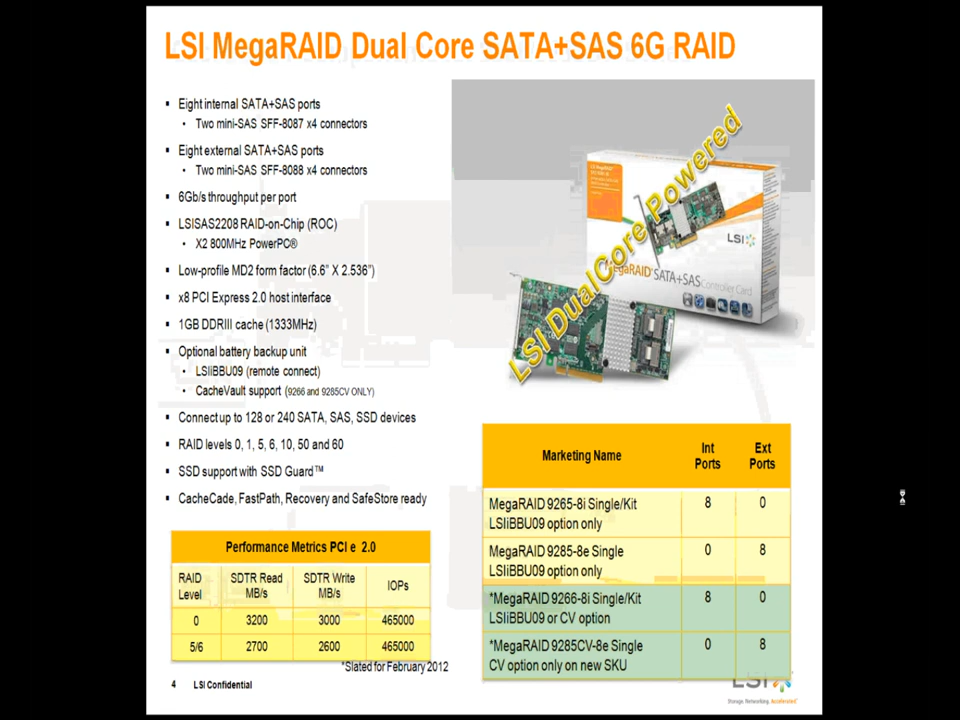 LSI MegaRAID Dual Core SATA+SAS 6G RAID
▪ Eight internal SATA+SAS ports
• Two mini-SAS SFF-8087 x4 connectors
▪ Eight external SATA+SAS ports
• Two mini-SAS SFF-8088 x4 connectors
▪ 6Gb/s throughput per port
▪ LSISAS2208 RAID-on-Chip (ROC)
• X2 800MHz PowerPC®
▪ Low-profile MD2 form factor (6.6" X 2.536")
▪ x8 PCI Express 2.0 host interface
▪ 1GB DDRIII cache (1333MHz)
▪ Optional battery backup unit
• LSIiBBU09 (remote connect)
• CacheVault support (9266 and 9285CV ONLY)
▪ Connect up to 128 or 240 SATA, SAS, SSD devices
▪ RAID levels 0, 1, 5, 6, 10, 50 and 60
▪ SSD support with SSD Guard™
▪ CacheCade, FastPath, Recovery and SafeStore ready
LSI DualCore Powered
LSI
MegaRAID® SATA+SAS Controller Card
Performance Metrics PCI e 2.0
RAID Level SDTR Read MB/s SDTR Write MB/s IOPs
0 3200 3000 465000
5/6 2700 2600 465000
*Slated for February 2012
Marketing Name Int Ports Ext Ports
MegaRAID 9265-8i Single/Kit 8 0
LSIiBBU09 option only
MegaRAID 9285-8e Single 0 8
LSIiBBU09 option only
*MegaRAID 9266-8i Single/Kit 8 0
LSIiBBU09 or CV option
*MegaRAID 9285CV-8e Single 0 8
CV option only on new SKU
4 LSI Confidential
LSI
Storage. Networking. Accelerated.™